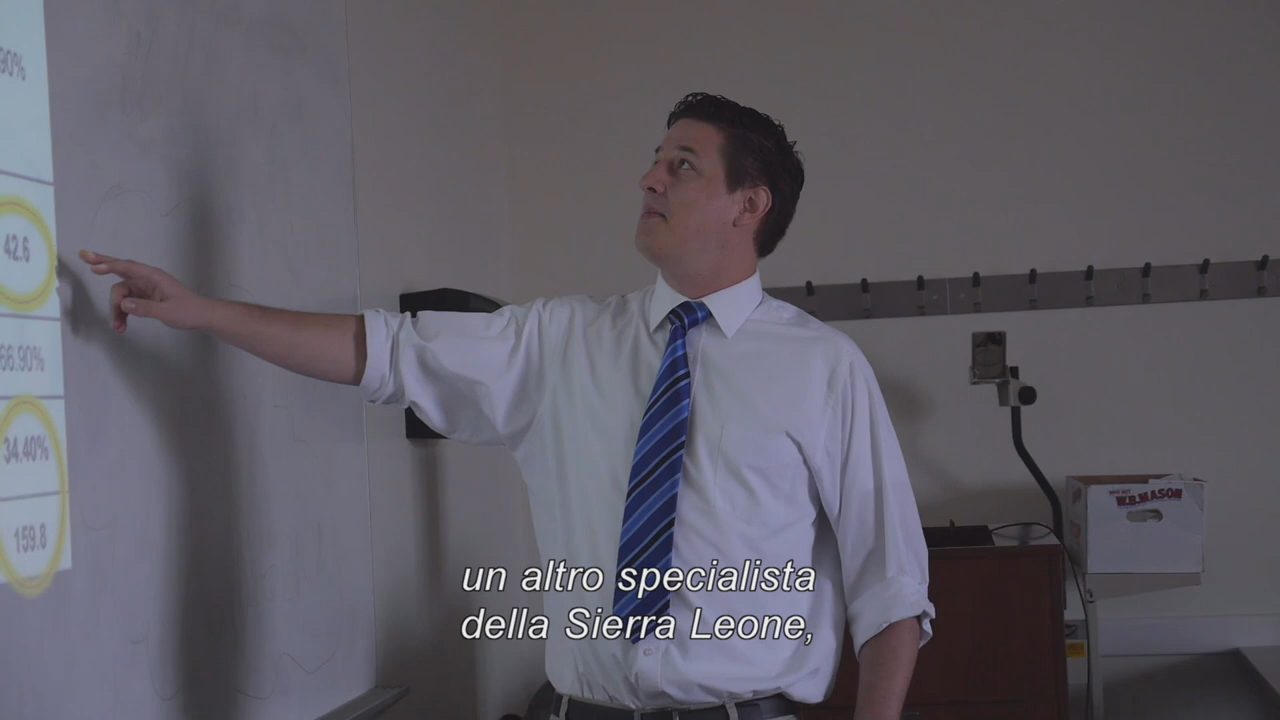 90%
42.6
66.90%
34.40%
159.8
W.B. MASON
un altro specialista
della Sierra Leone,